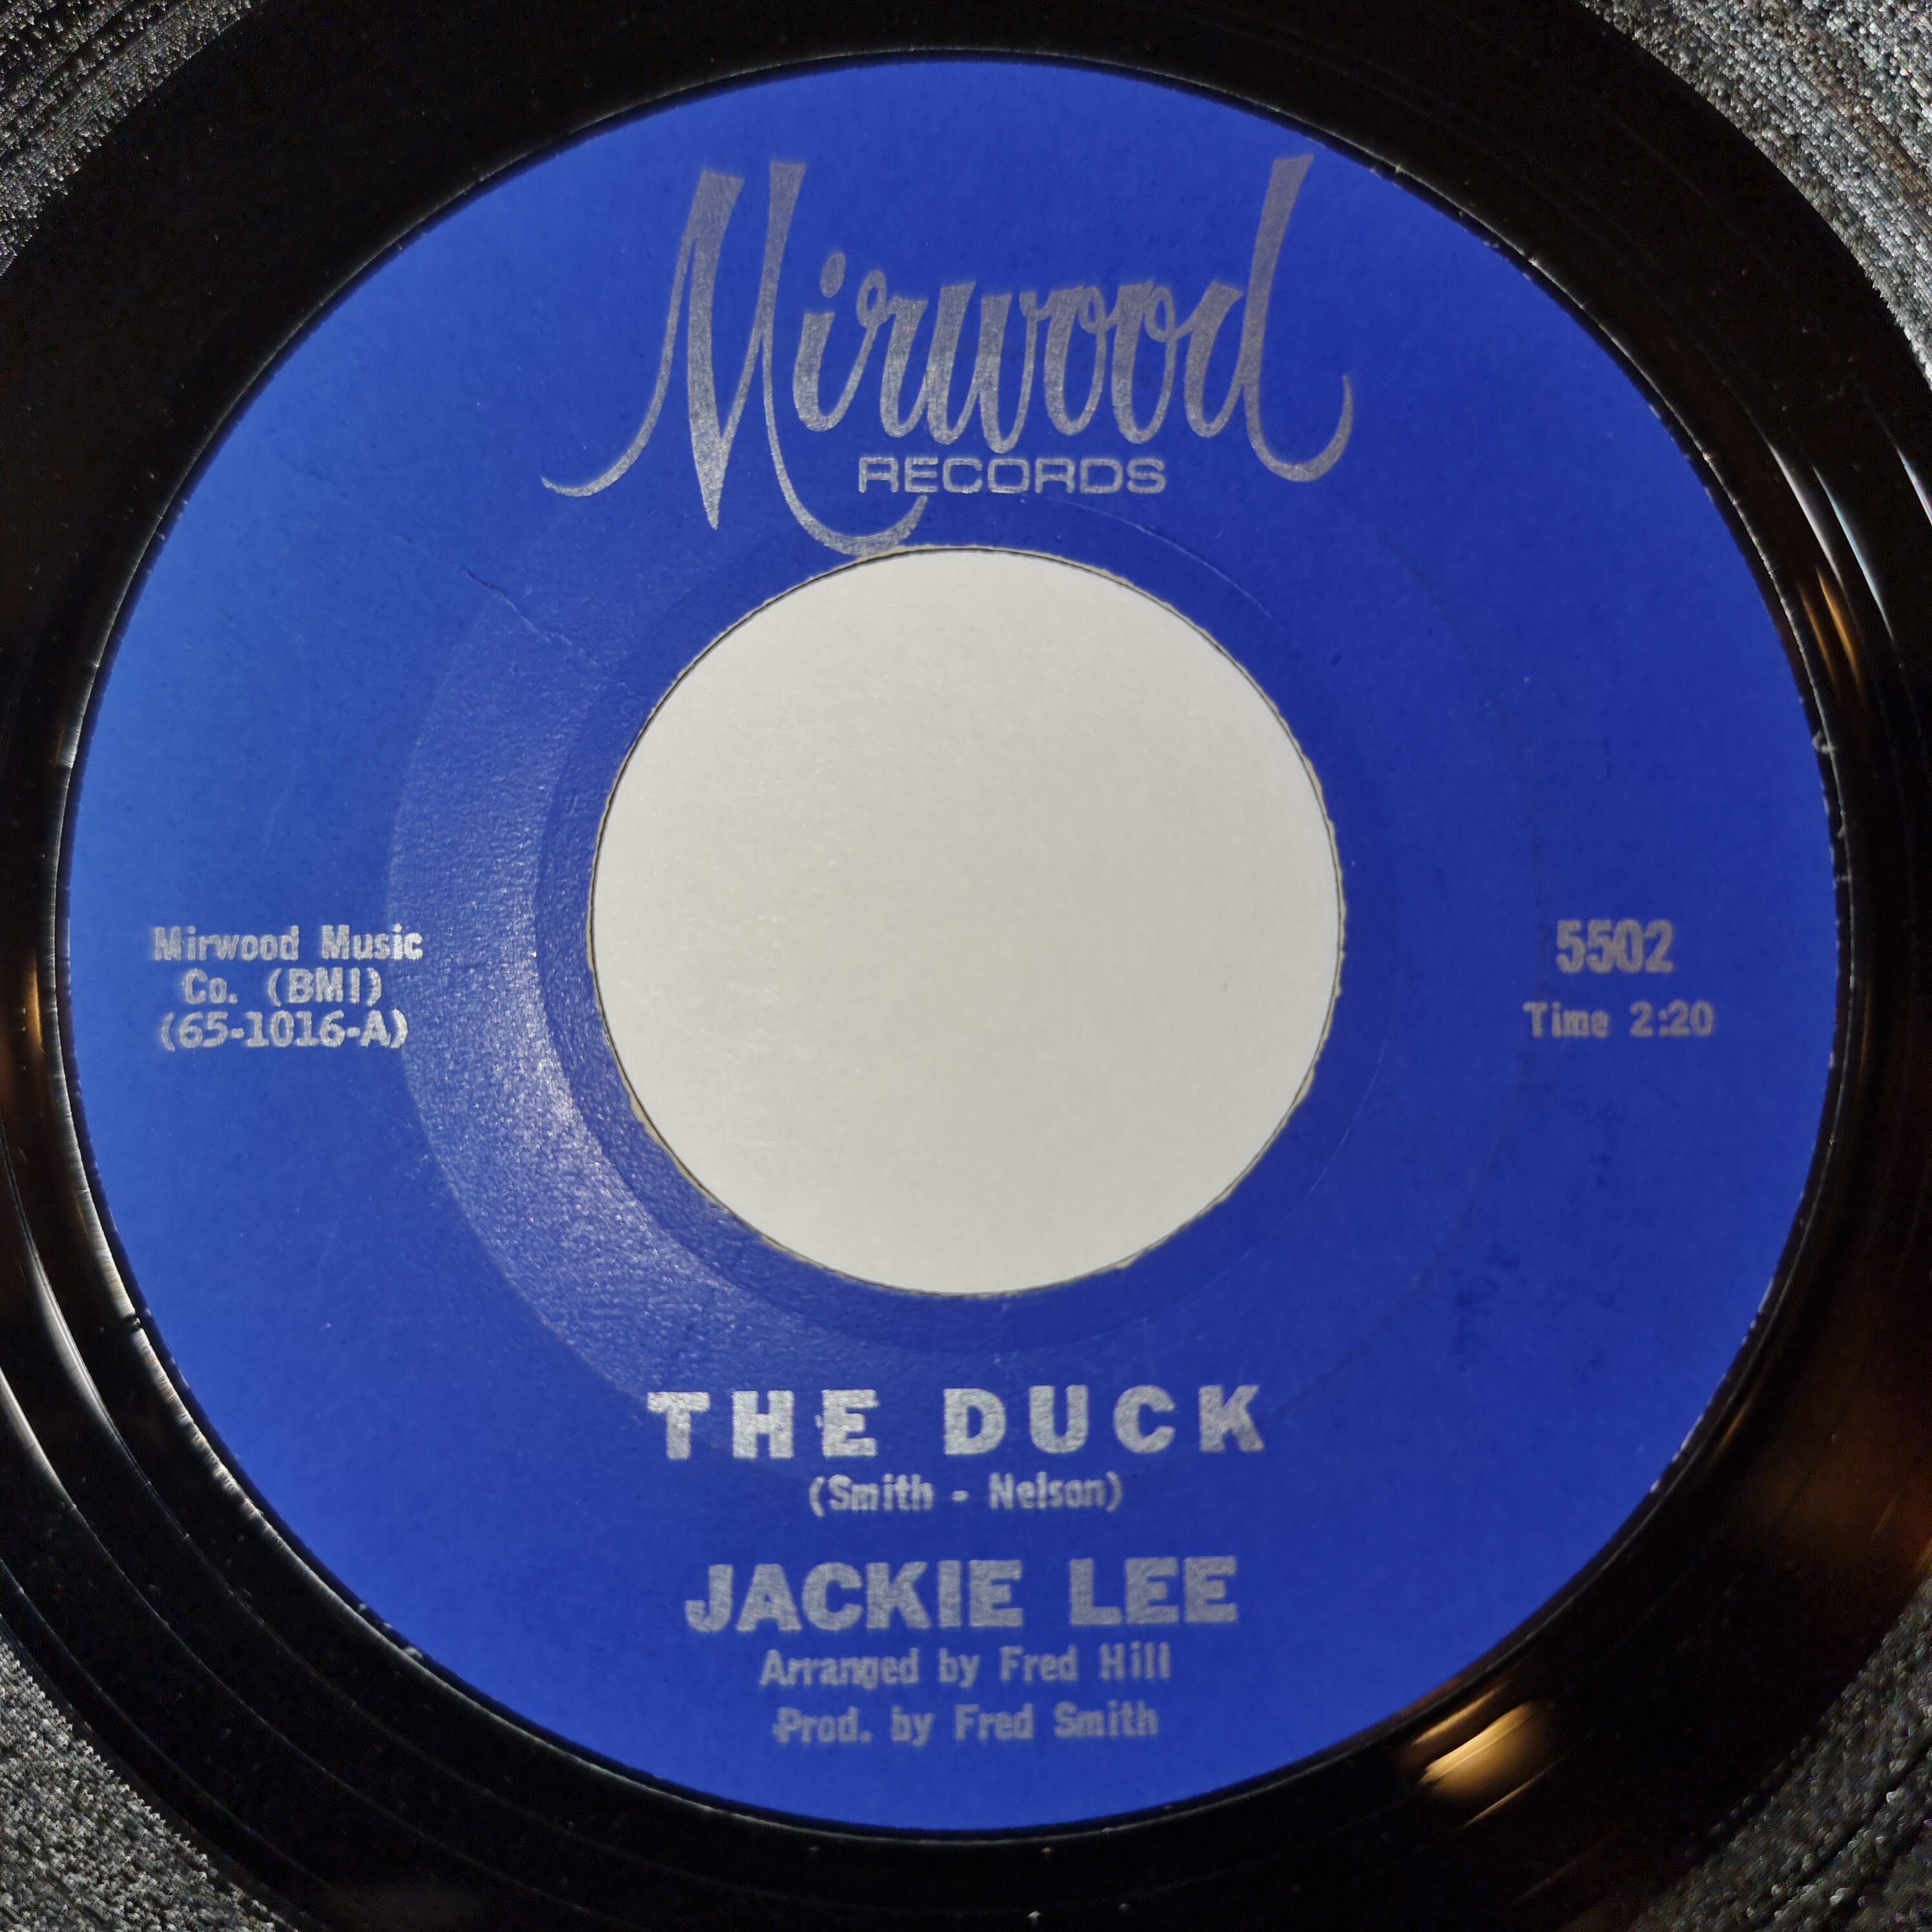 Mirwood
RECORDS
Mirwood Music
Co. (BMI)
(65-1016-A)
5502
Time 2:20
THE DUCK
(Smith - Nelson)
JACKIE LEE
Arranged by Fred Hill
Prod. by Fred Smith